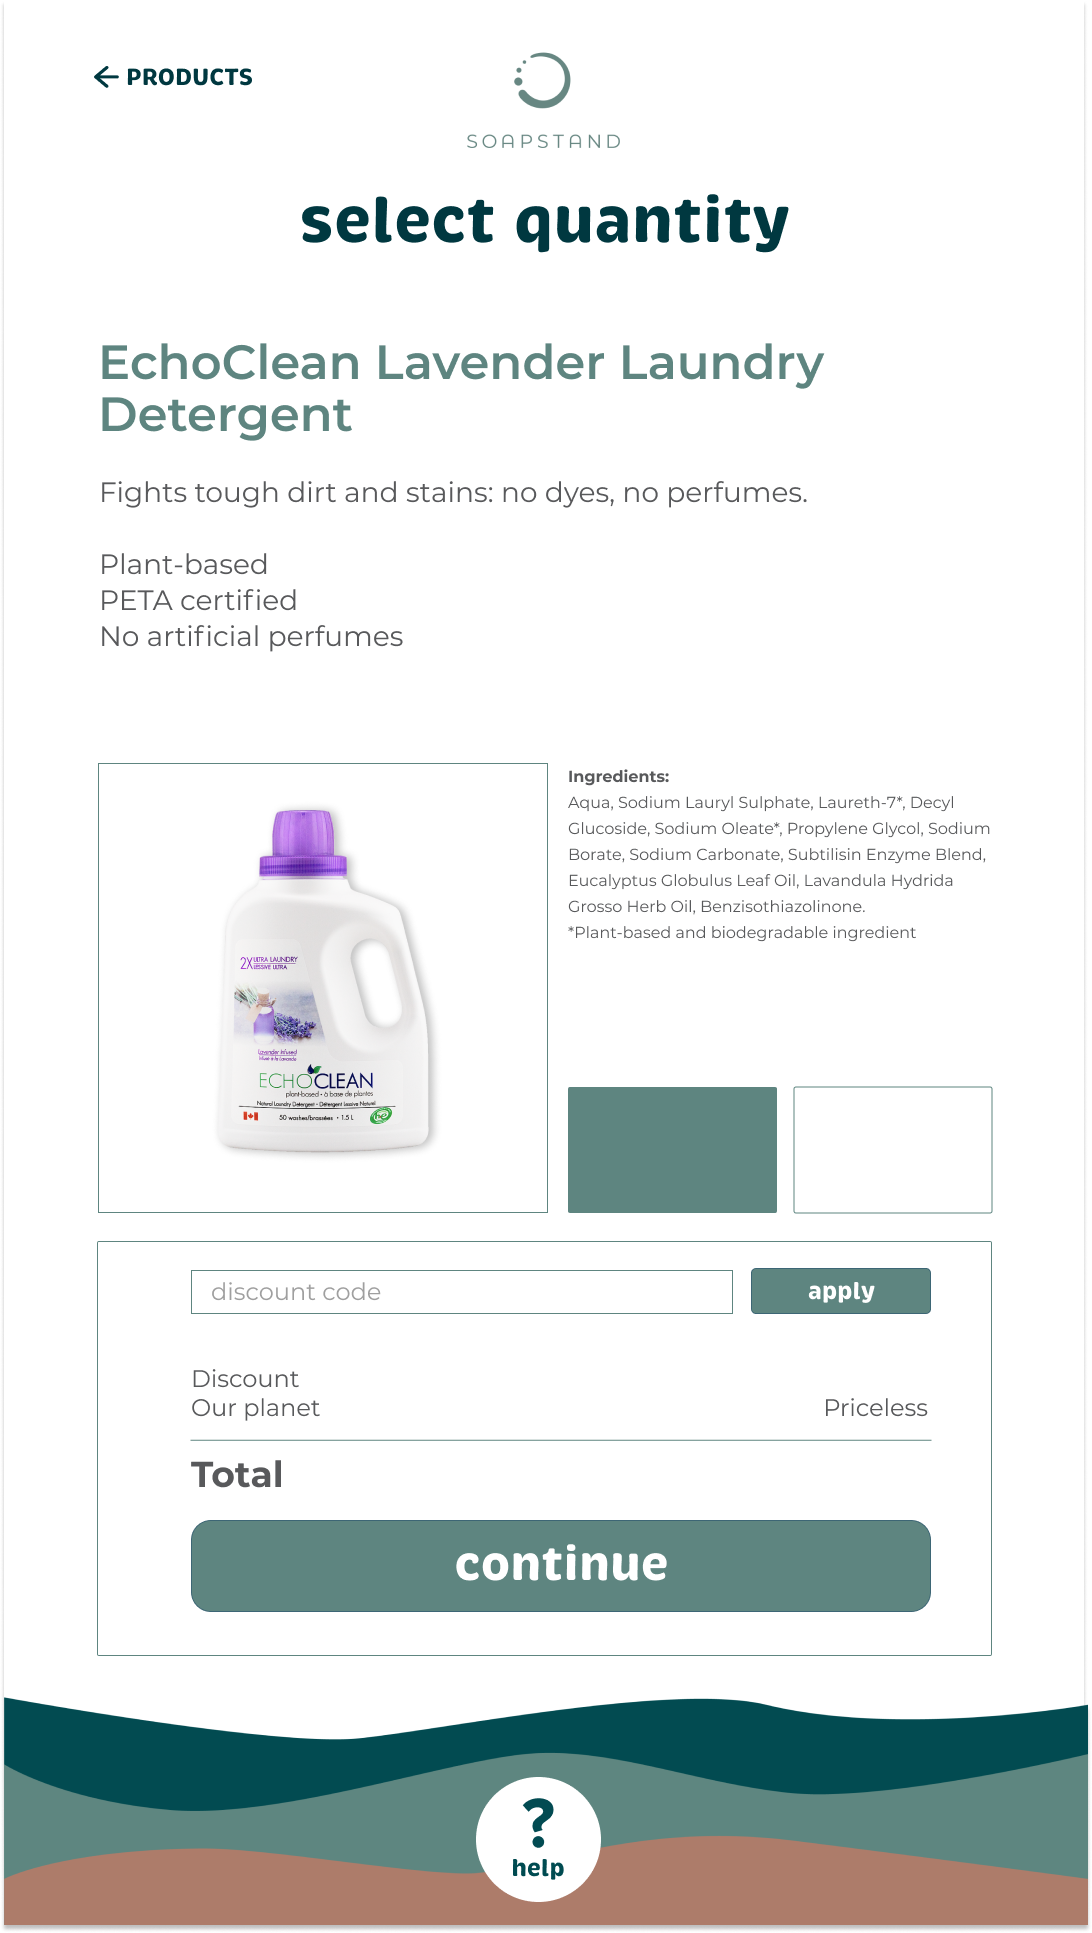 ← PRODUCTS
SOAPSTAND
select quantity
EchoClean Lavender Laundry
Detergent
Fights tough dirt and stains: no dyes, no perfumes.
Plant-based
PETA certified
No artificial perfumes
Ingredients:
Aqua, Sodium Lauryl Sulphate, Laureth-7*, Decyl
Glucoside, Sodium Oleate*, Propylene Glycol, Sodium
Borate, Sodium Carbonate, Subtilisin Enzyme Blend,
Eucalyptus Globulus Leaf Oil, Lavandula Hydrida
Grosso Herb Oil, Benzisothiazolinone.
*Plant-based and biodegradable ingredient
2X ULTRA LAUNDRY
LESSIVE ULTRA
Lavender Infused
Infusé à la lavande
ECHOCLEAN
plant-based • à base de plantes
Natural Laundry Detergent • Détergent Lessive Naturel
50 washes/brassées • 1.5 L
he
discount code
apply
Discount
Our planet Priceless
Total
continue
?
help